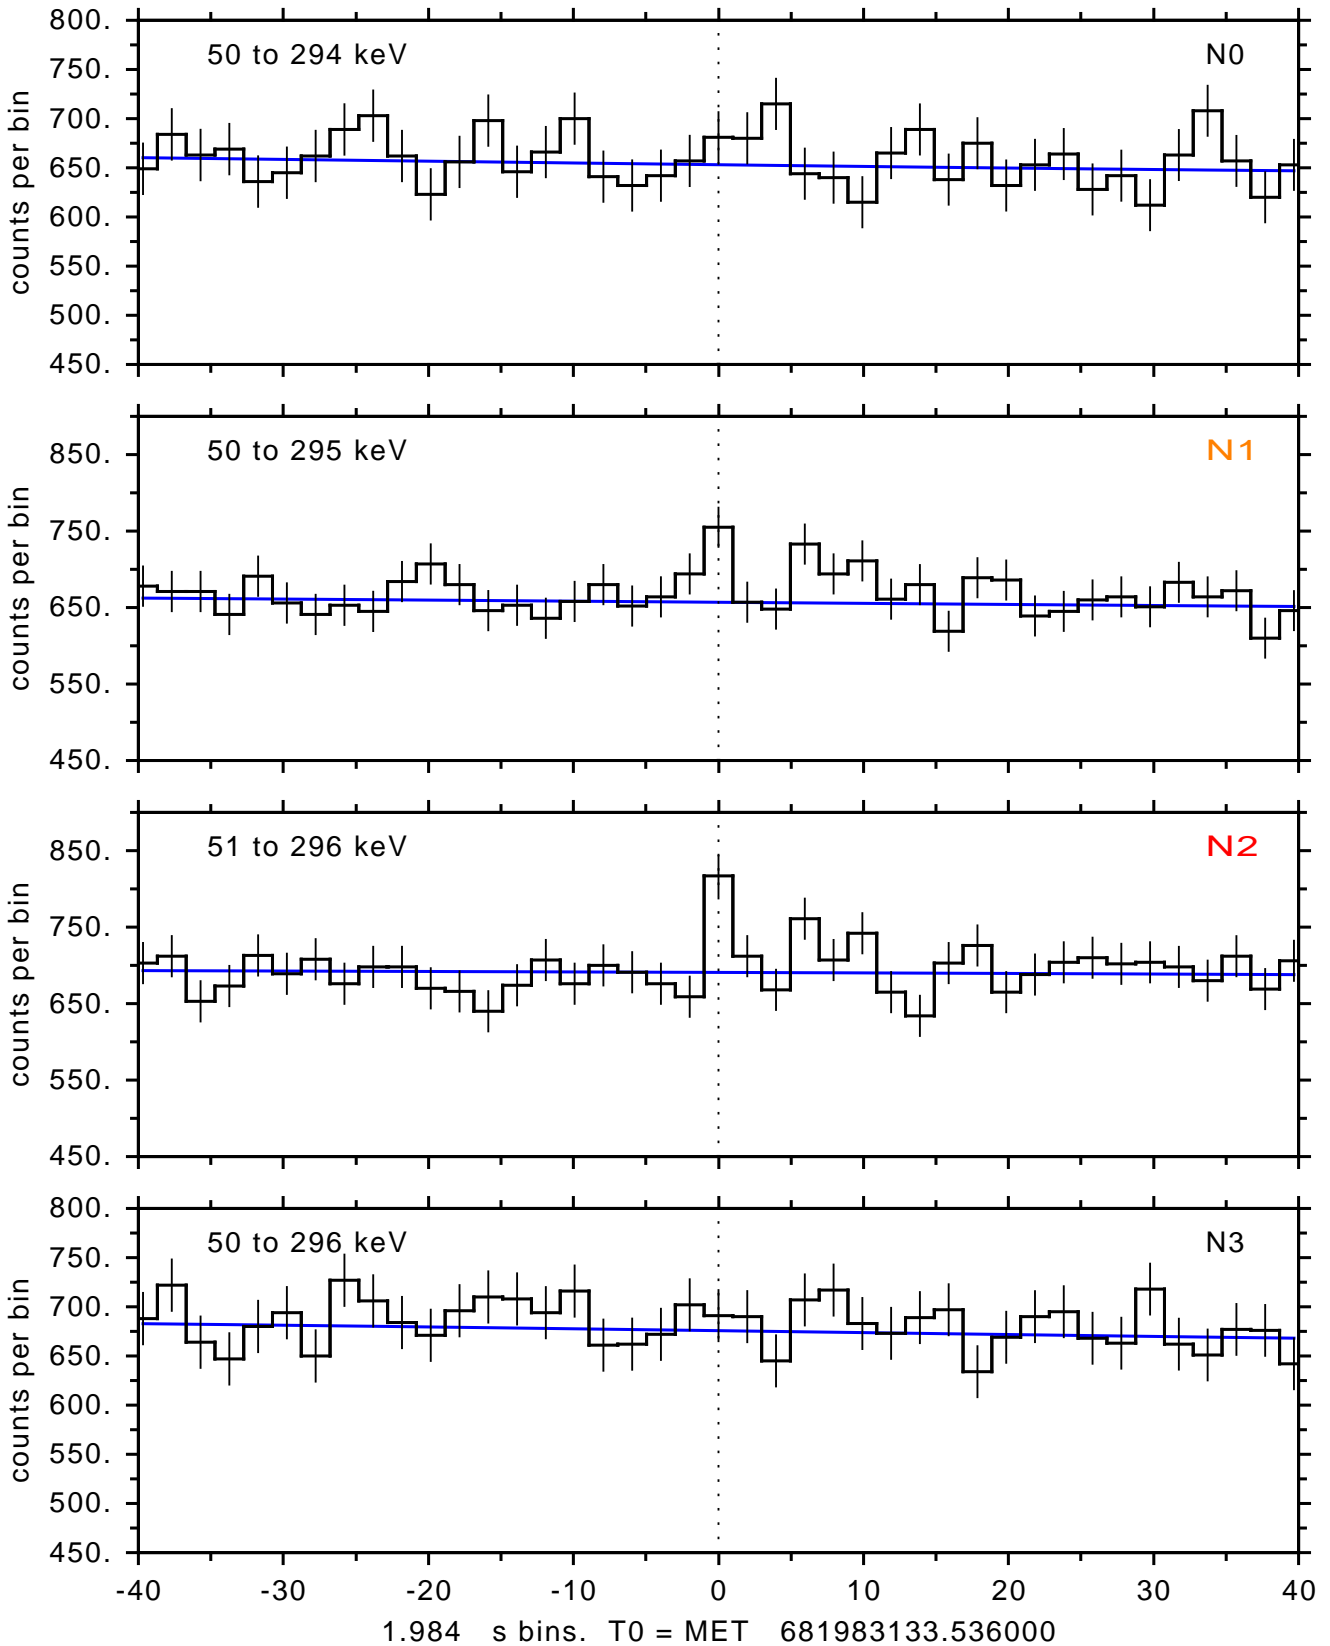 800.
50 to 294 keV N0
750.
700.
650.
600.
550.
500.
450.
counts per bin
50 to 295 keV N1
850.
750.
650.
550.
450.
counts per bin
51 to 296 keV N2
850.
750.
650.
550.
450.
counts per bin
800.
50 to 296 keV N3
750.
700.
650.
600.
550.
500.
450.
counts per bin
-40 -30 -20 -10 0 10 20 30 40
1.984 s bins. T0 = MET 681983133.536000